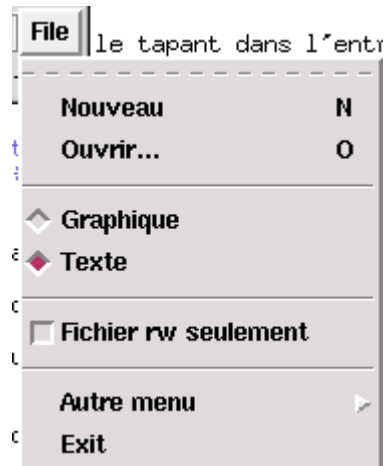 File
le tapant dans l'entr
Nouveau N
Ouvrir... O
Graphique
Texte
Fichier rw seulement
Autre menu
Exit